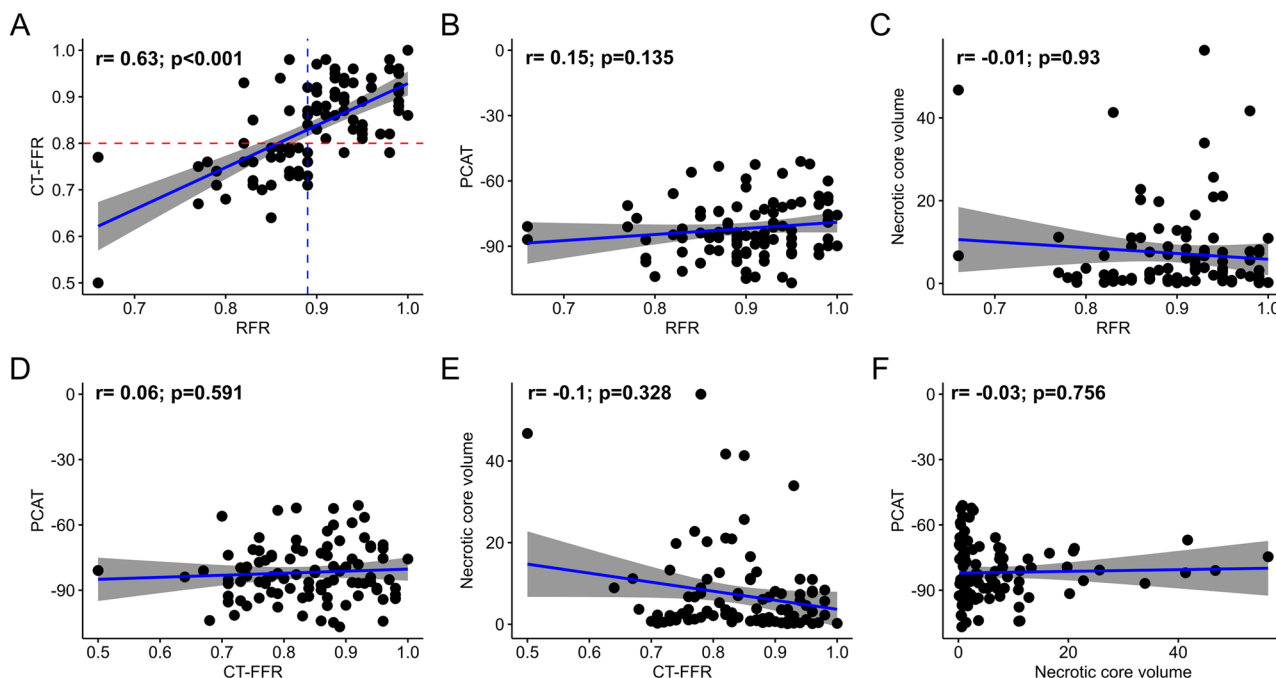 A
r= 0.63; p<0.001
CT-FFR
1.0
0.9
0.8
0.7
0.6
0.5
0.7 0.8 0.9 1.0
RFR
B
r= 0.15; p=0.135
PCAT
0
-30
-60
-90
0.7 0.8 0.9 1.0
RFR
C
r= -0.01; p=0.93
Necrotic core volume
40
20
0
0.7 0.8 0.9 1.0
RFR
D
r= 0.06; p=0.591
PCAT
0
-30
-60
-90
0.5 0.6 0.7 0.8 0.9 1.0
CT-FFR
E
r= -0.1; p=0.328
Necrotic core volume
40
20
0
0.5 0.6 0.7 0.8 0.9 1.0
CT-FFR
F
r= -0.03; p=0.756
PCAT
0
-30
-60
-90
0 20 40
Necrotic core volume